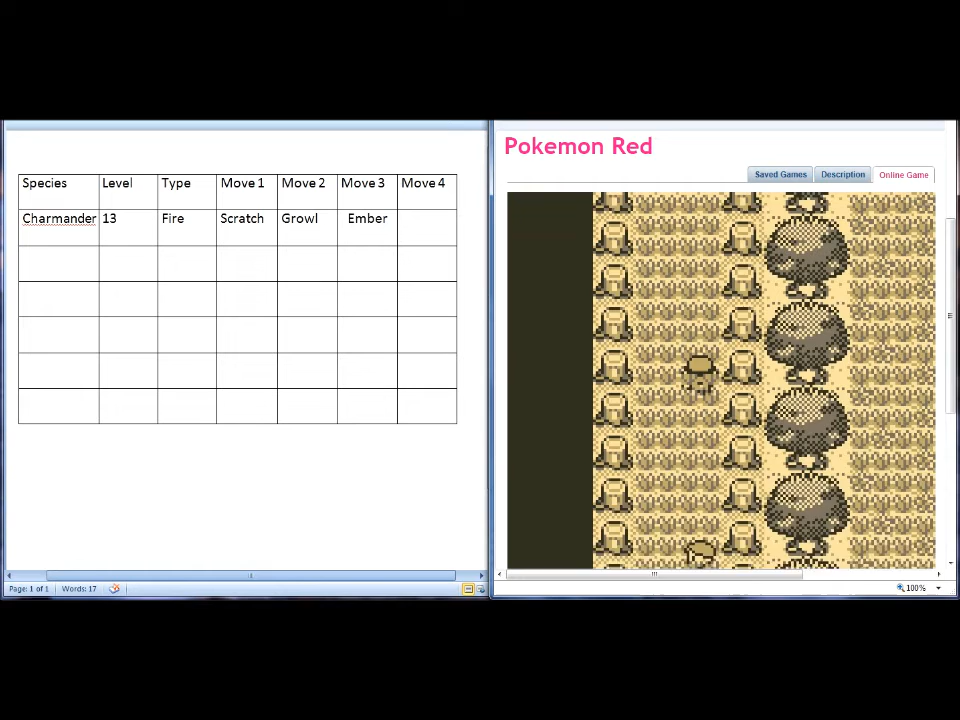 Species Level Type Move 1 Move 2 Move 3 Move 4
Charmander 13 Fire Scratch Growl Ember
Page: 1 of 1 Words: 17
Pokemon Red
Saved Games Description Online Game
100%